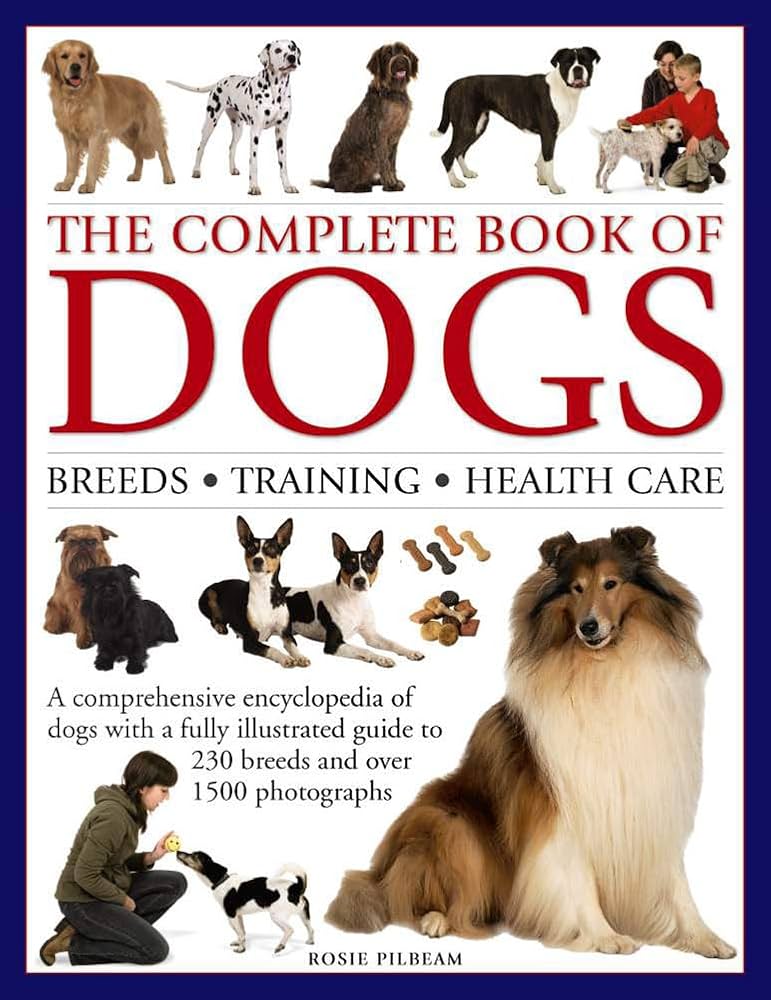 THE COMPLETE BOOK OF
DOGS
BREEDS • TRAINING • HEALTH CARE
A comprehensive encyclopedia of
dogs with a fully illustrated guide to
230 breeds and over
1500 photographs
ROSIE PILBEAM